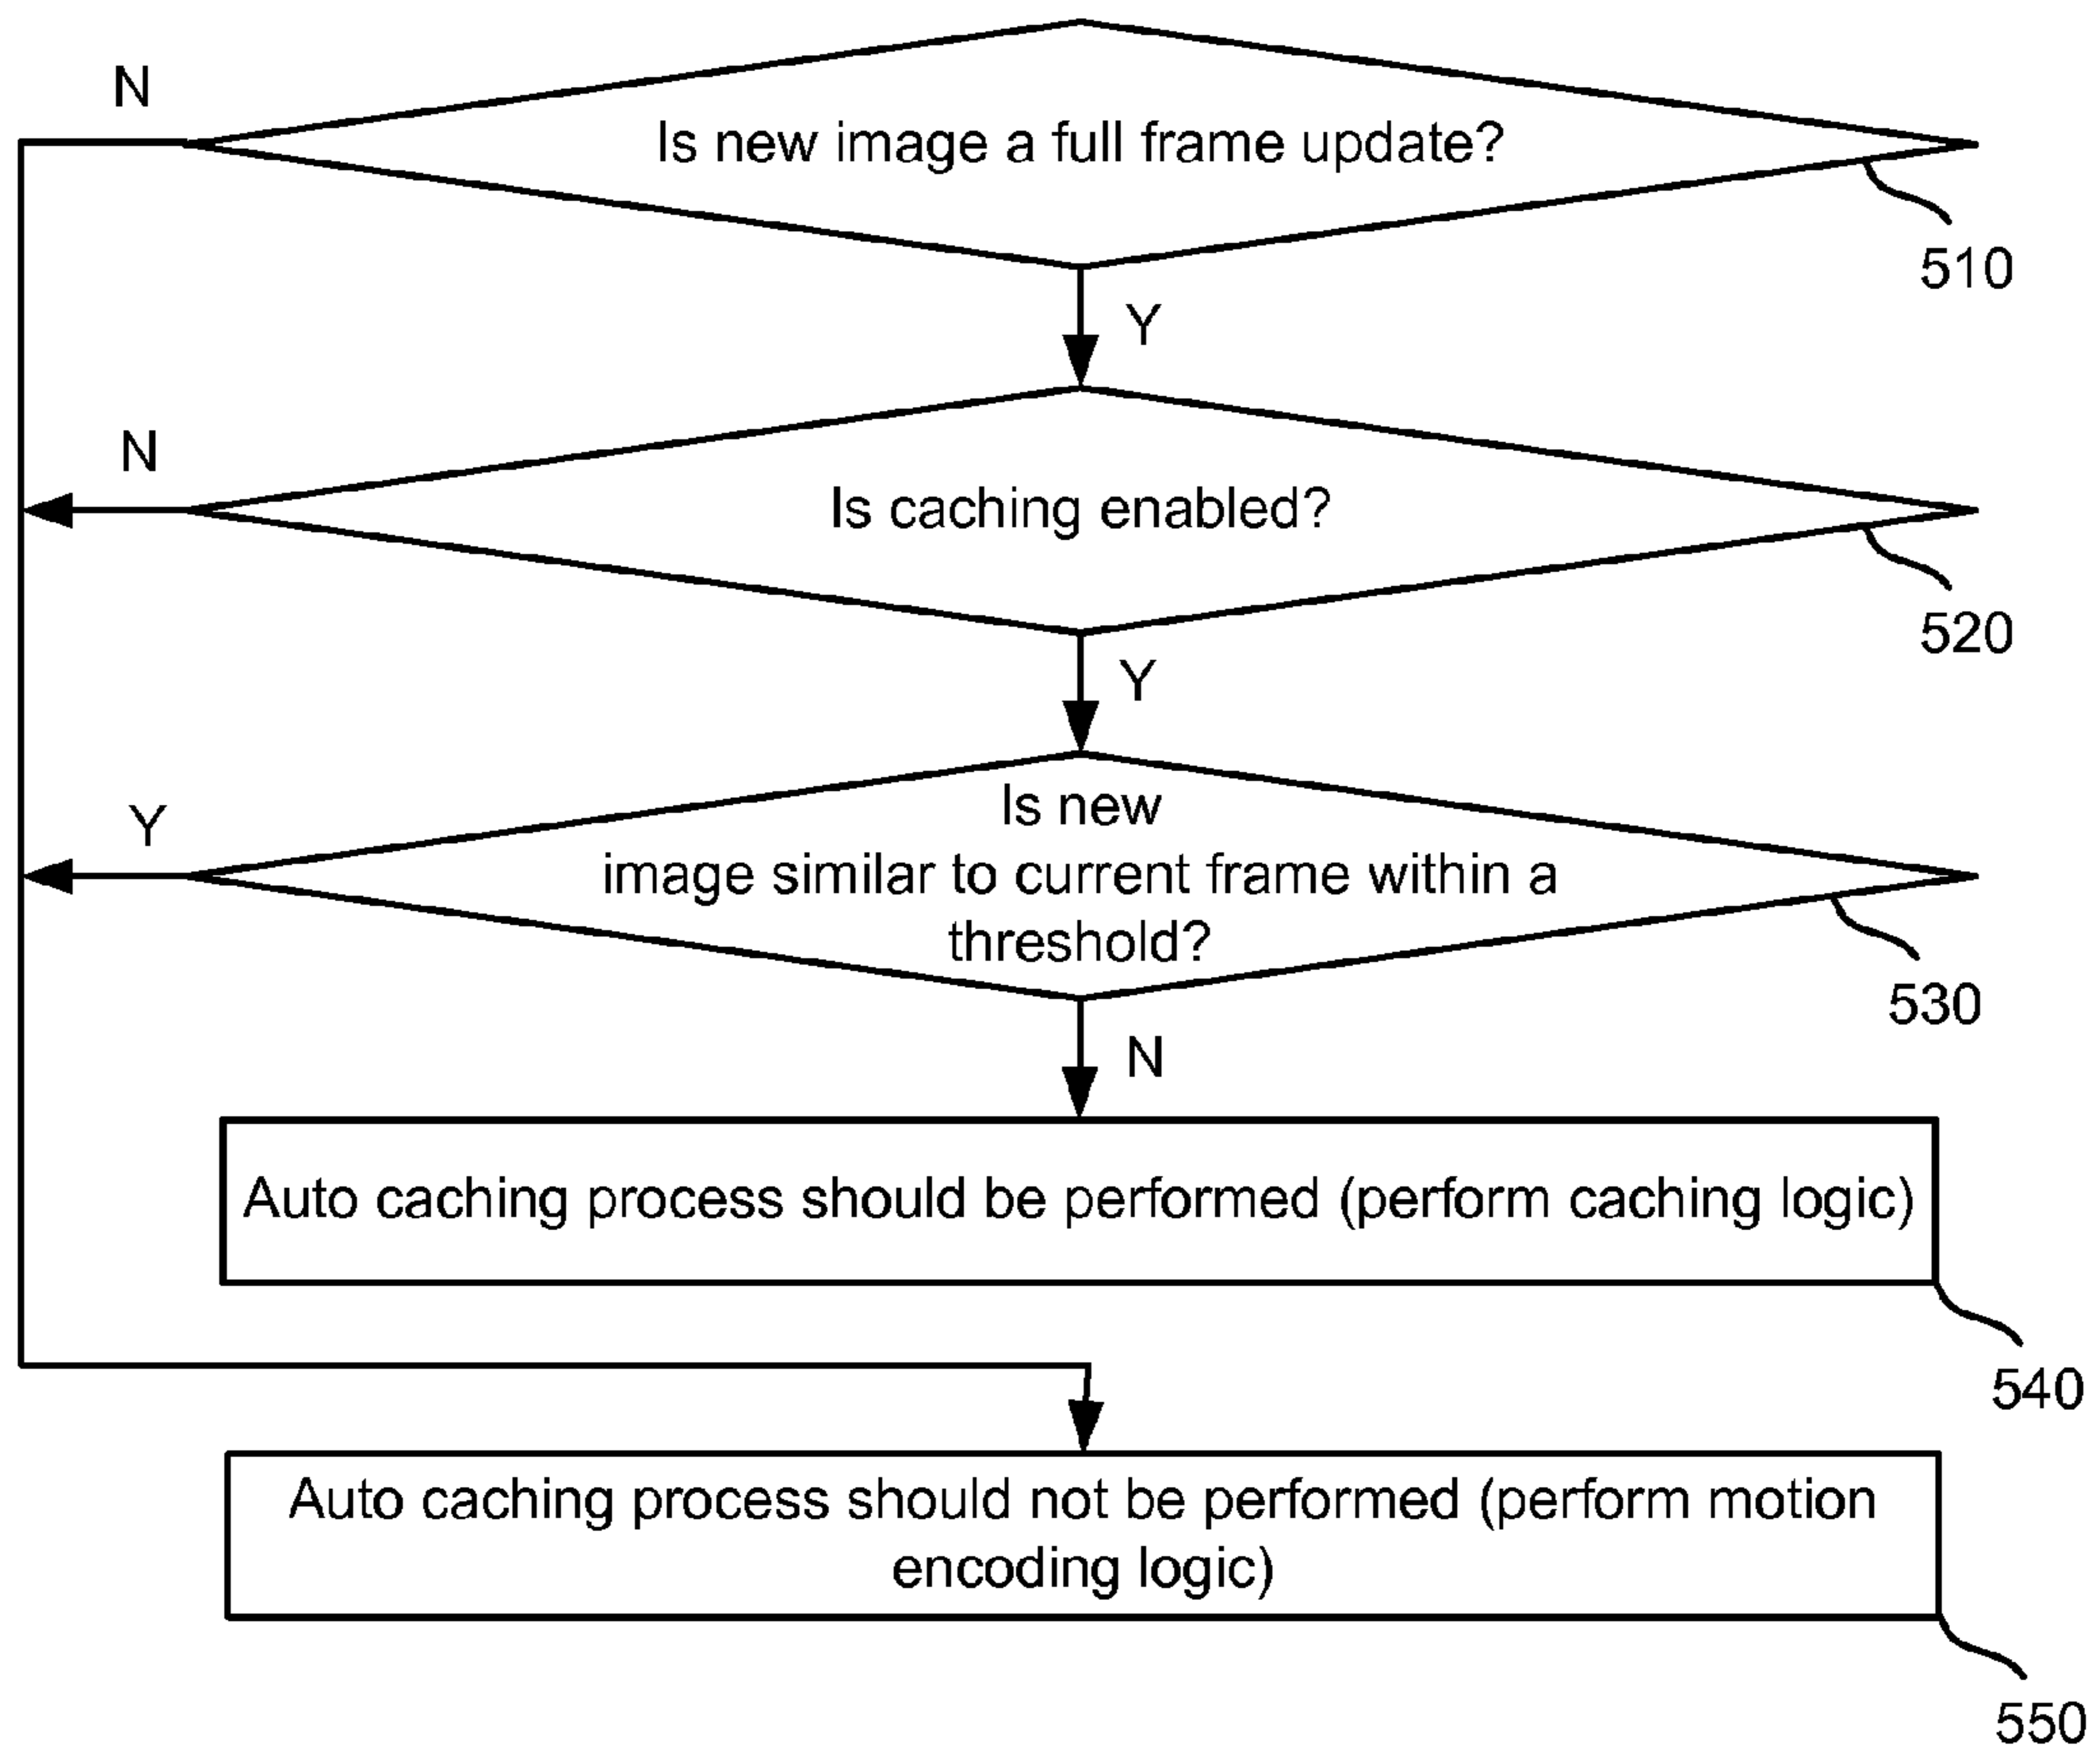 N
Is new image a full frame update?
510
Y
N
Is caching enabled?
520
Y
Y
Is new
image similar to current frame within a
threshold?
530
N
Auto caching process should be performed (perform caching logic)
540
Auto caching process should not be performed (perform motion
encoding logic)
550